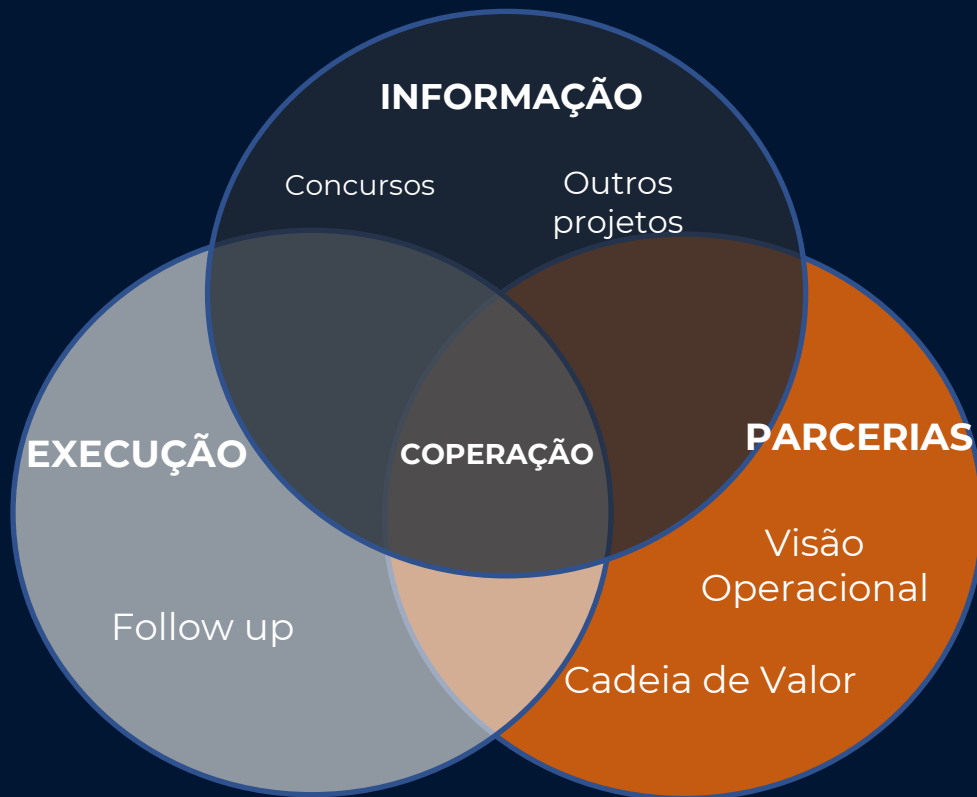 INFORMAÇÃO
Concursos
Outros
projetos
EXECUÇÃO
COPERAÇÃO
PARCERIAS
Visão
Operacional
Follow up
Cadeia de Valor